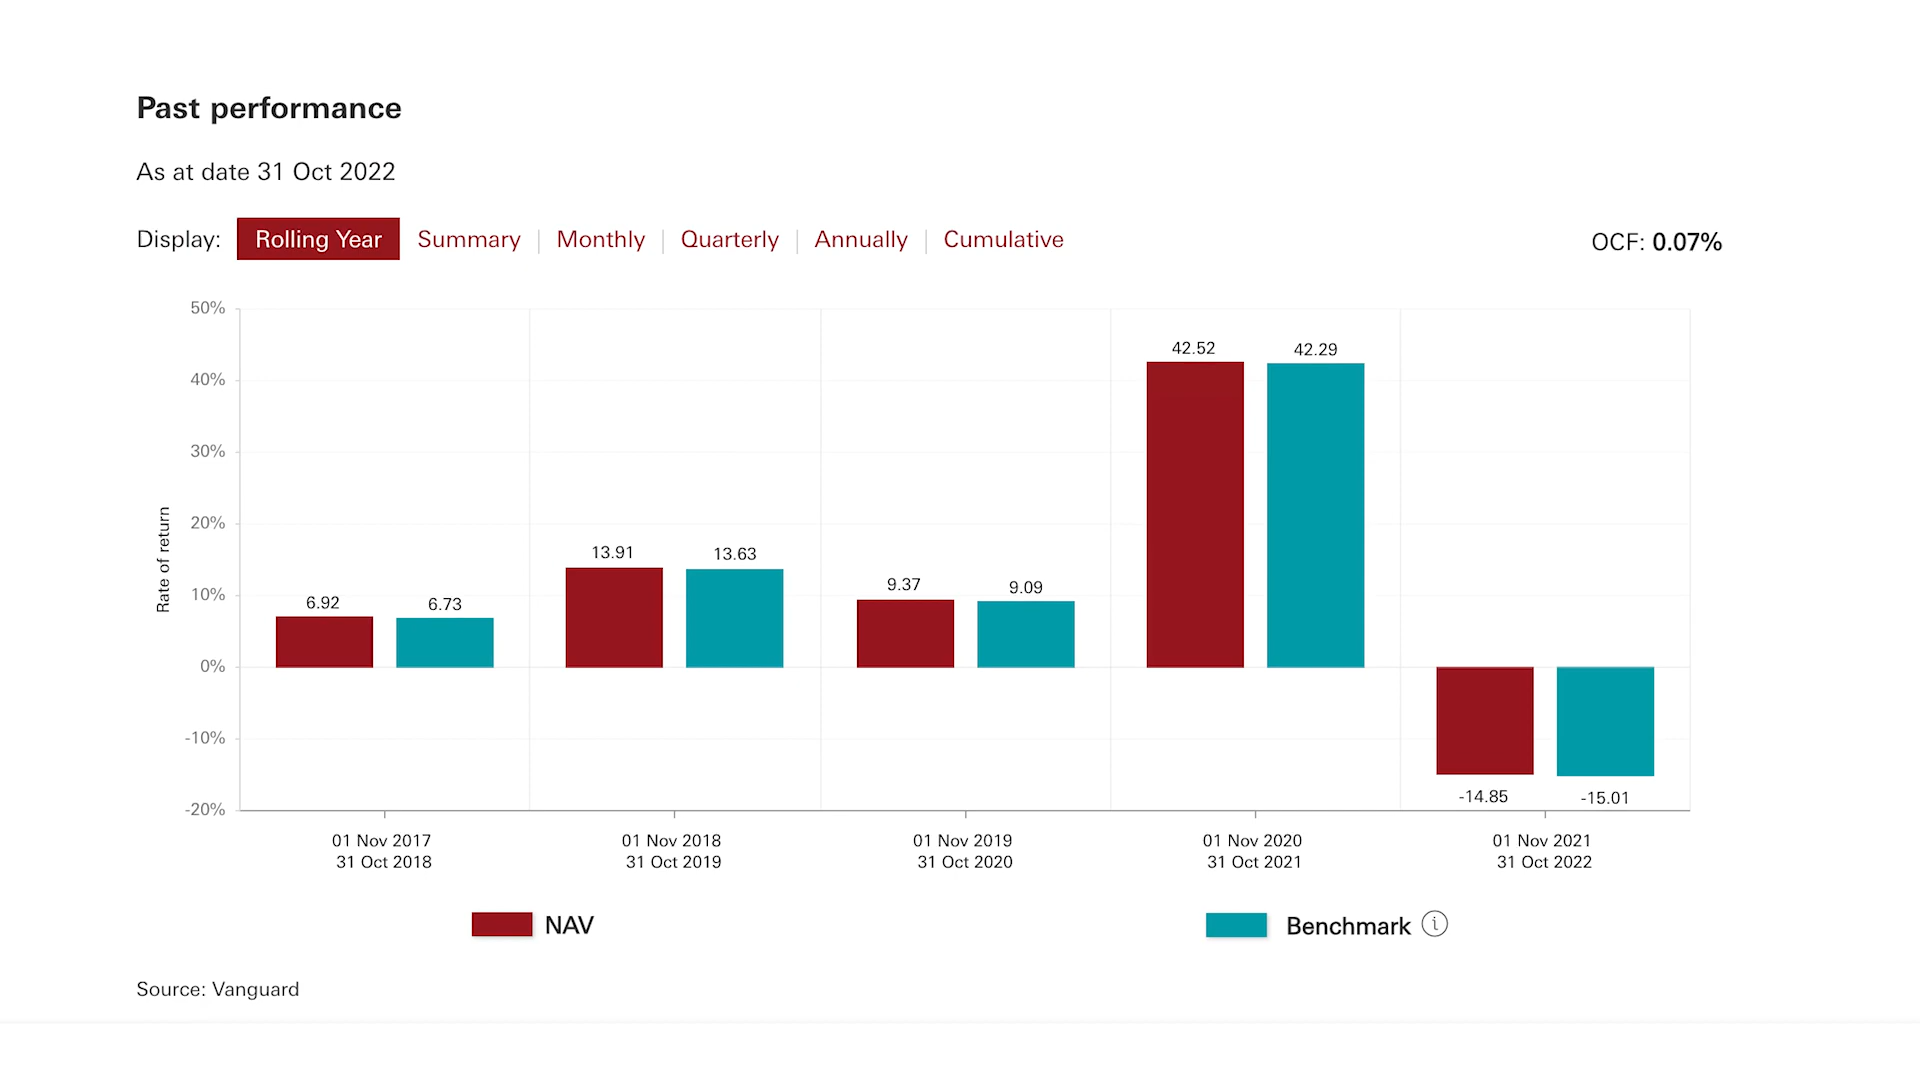 Past performance
As at date 31 Oct 2022
Display: Rolling Year Summary Monthly Quarterly Annually Cumulative
OCF: 0.07%
50%
40%
30%
20%
10%
0%
-10%
-20%
Rate of return
6.92
6.73
13.91
13.63
9.37
9.09
42.52
42.29
-14.85
-15.01
01 Nov 2017
31 Oct 2018
01 Nov 2018
31 Oct 2019
01 Nov 2019
31 Oct 2020
01 Nov 2020
31 Oct 2021
01 Nov 2021
31 Oct 2022
NAV
Benchmark i
Source: Vanguard